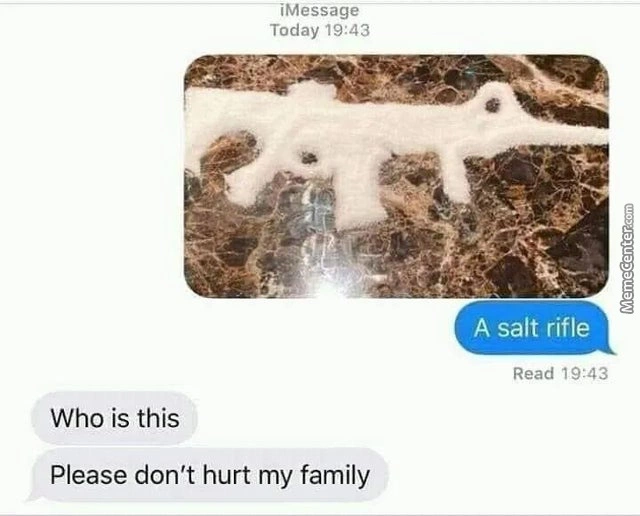 iMessage
Today 19:43
MemeCenter.com
A salt rifle
Read 19:43
Who is this
Please don't hurt my family